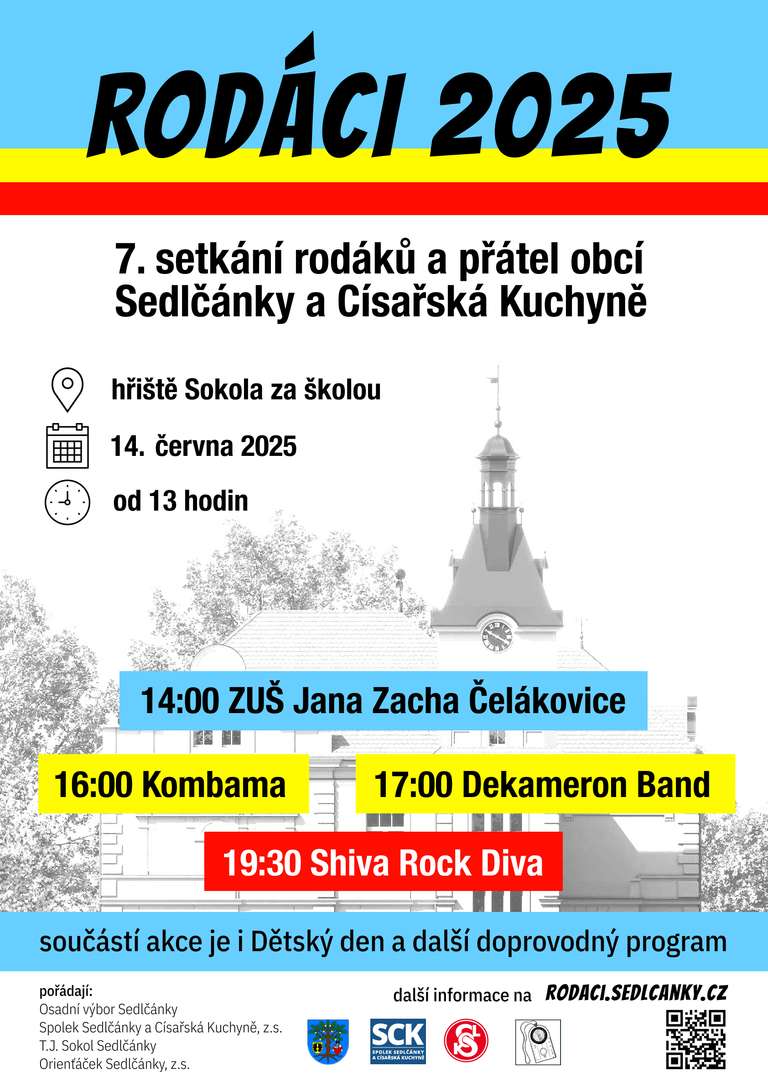 RODÁCI 2025
7. setkání rodáků a přátel obcí
Sedlčánky a Císařská Kuchyně
hřiště Sokola za školou
14. června 2025
od 13 hodin
14:00 ZUŠ Jana Zacha Čelákovice
16:00 Kombama
17:00 Dekameron Band
19:30 Shiva Rock Diva
součástí akce je i Dětský den a další doprovodný program
pořádají:
Osadní výbor Sedlčánky
Spolek Sedlčánky a Císařská Kuchyně, z.s.
T.J. Sokol Sedlčánky
Orienťáček Sedlčánky, z.s.
další informace na RODACI.SEDLCANKY.CZ
SCK
SPOLEK SEDLČÁNKY
A CÍSAŘSKÁ KUCHYNĚ